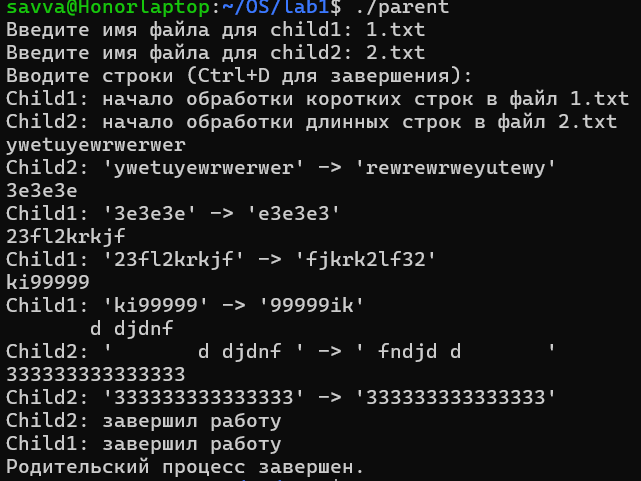 savva@Honorlaptop:~/OS/lab1$ ./parent
Введите имя файла для child1: 1.txt
Введите имя файла для child2: 2.txt
Вводите строки (Ctrl+D для завершения):
Child1: начало обработки коротких строк в файл 1.txt
Child2: начало обработки длинных строк в файл 2.txt
ywetuyewrwerwer
Child2: 'ywetuyewrwerwer' -> 'rewrewrweyutewy'
3e3e3e
Child1: '3e3e3e' -> 'e3e3e3'
23fl2krkjf
Child1: '23fl2krkjf' -> 'fjkrk2lf32'
ki99999
Child1: 'ki99999' -> '99999ik'
       d djdnf
Child2: '       d djdnf ' -> ' fndjd d       '
333333333333333
Child2: '333333333333333' -> '333333333333333'
Child2: завершил работу
Child1: завершил работу
Родительский процесс завершен.